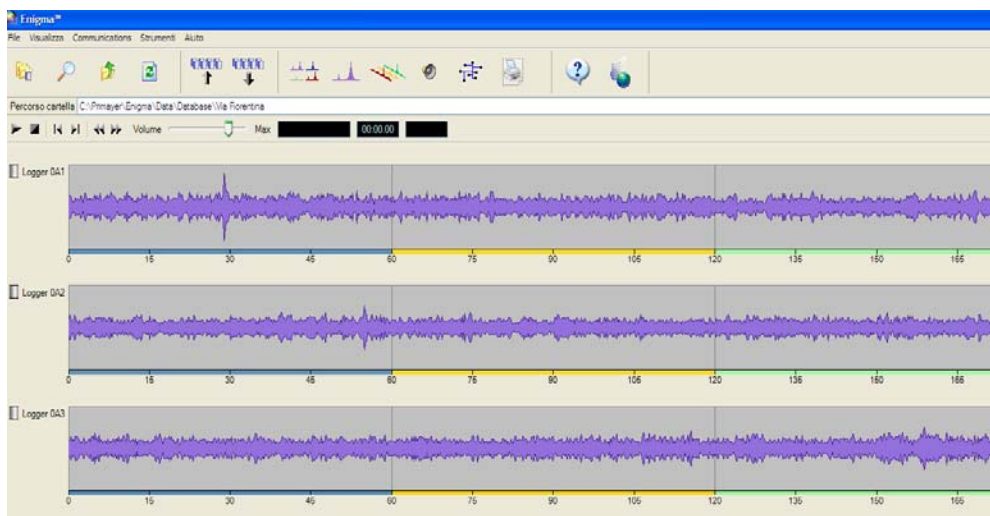 Enigma™
File Visualizza Communications Strumenti Aiuto
Percorso cartella C:\Primayer\Enigma\Data\Database\Via Fiorentina
Volume Max 00:00.00
Logger 0A1
0 15 30 45 60 75 90 105 120 135 150 165
Logger 0A2
0 15 30 45 60 75 90 105 120 135 150 165
Logger 0A3
0 15 30 45 60 75 90 105 120 135 150 165